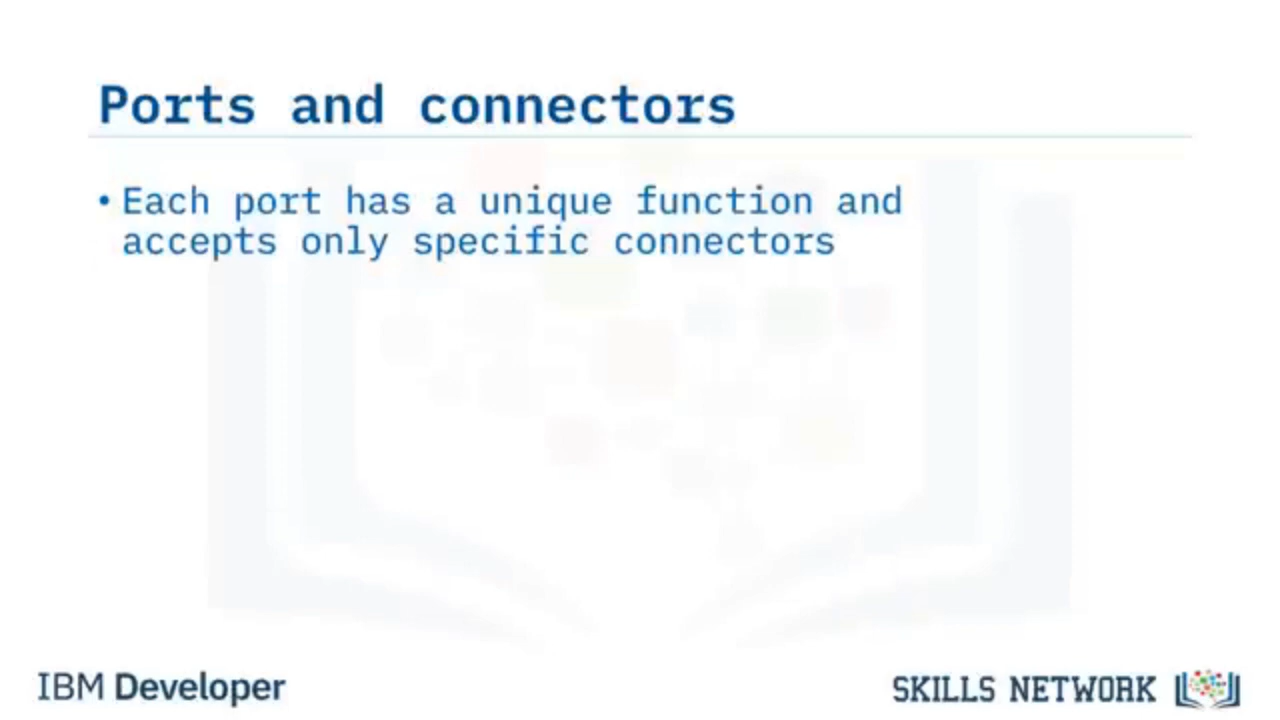 Ports and connectors
• Each port has a unique function and
accepts only specific connectors
IBM Developer
SKILLS NETWORK